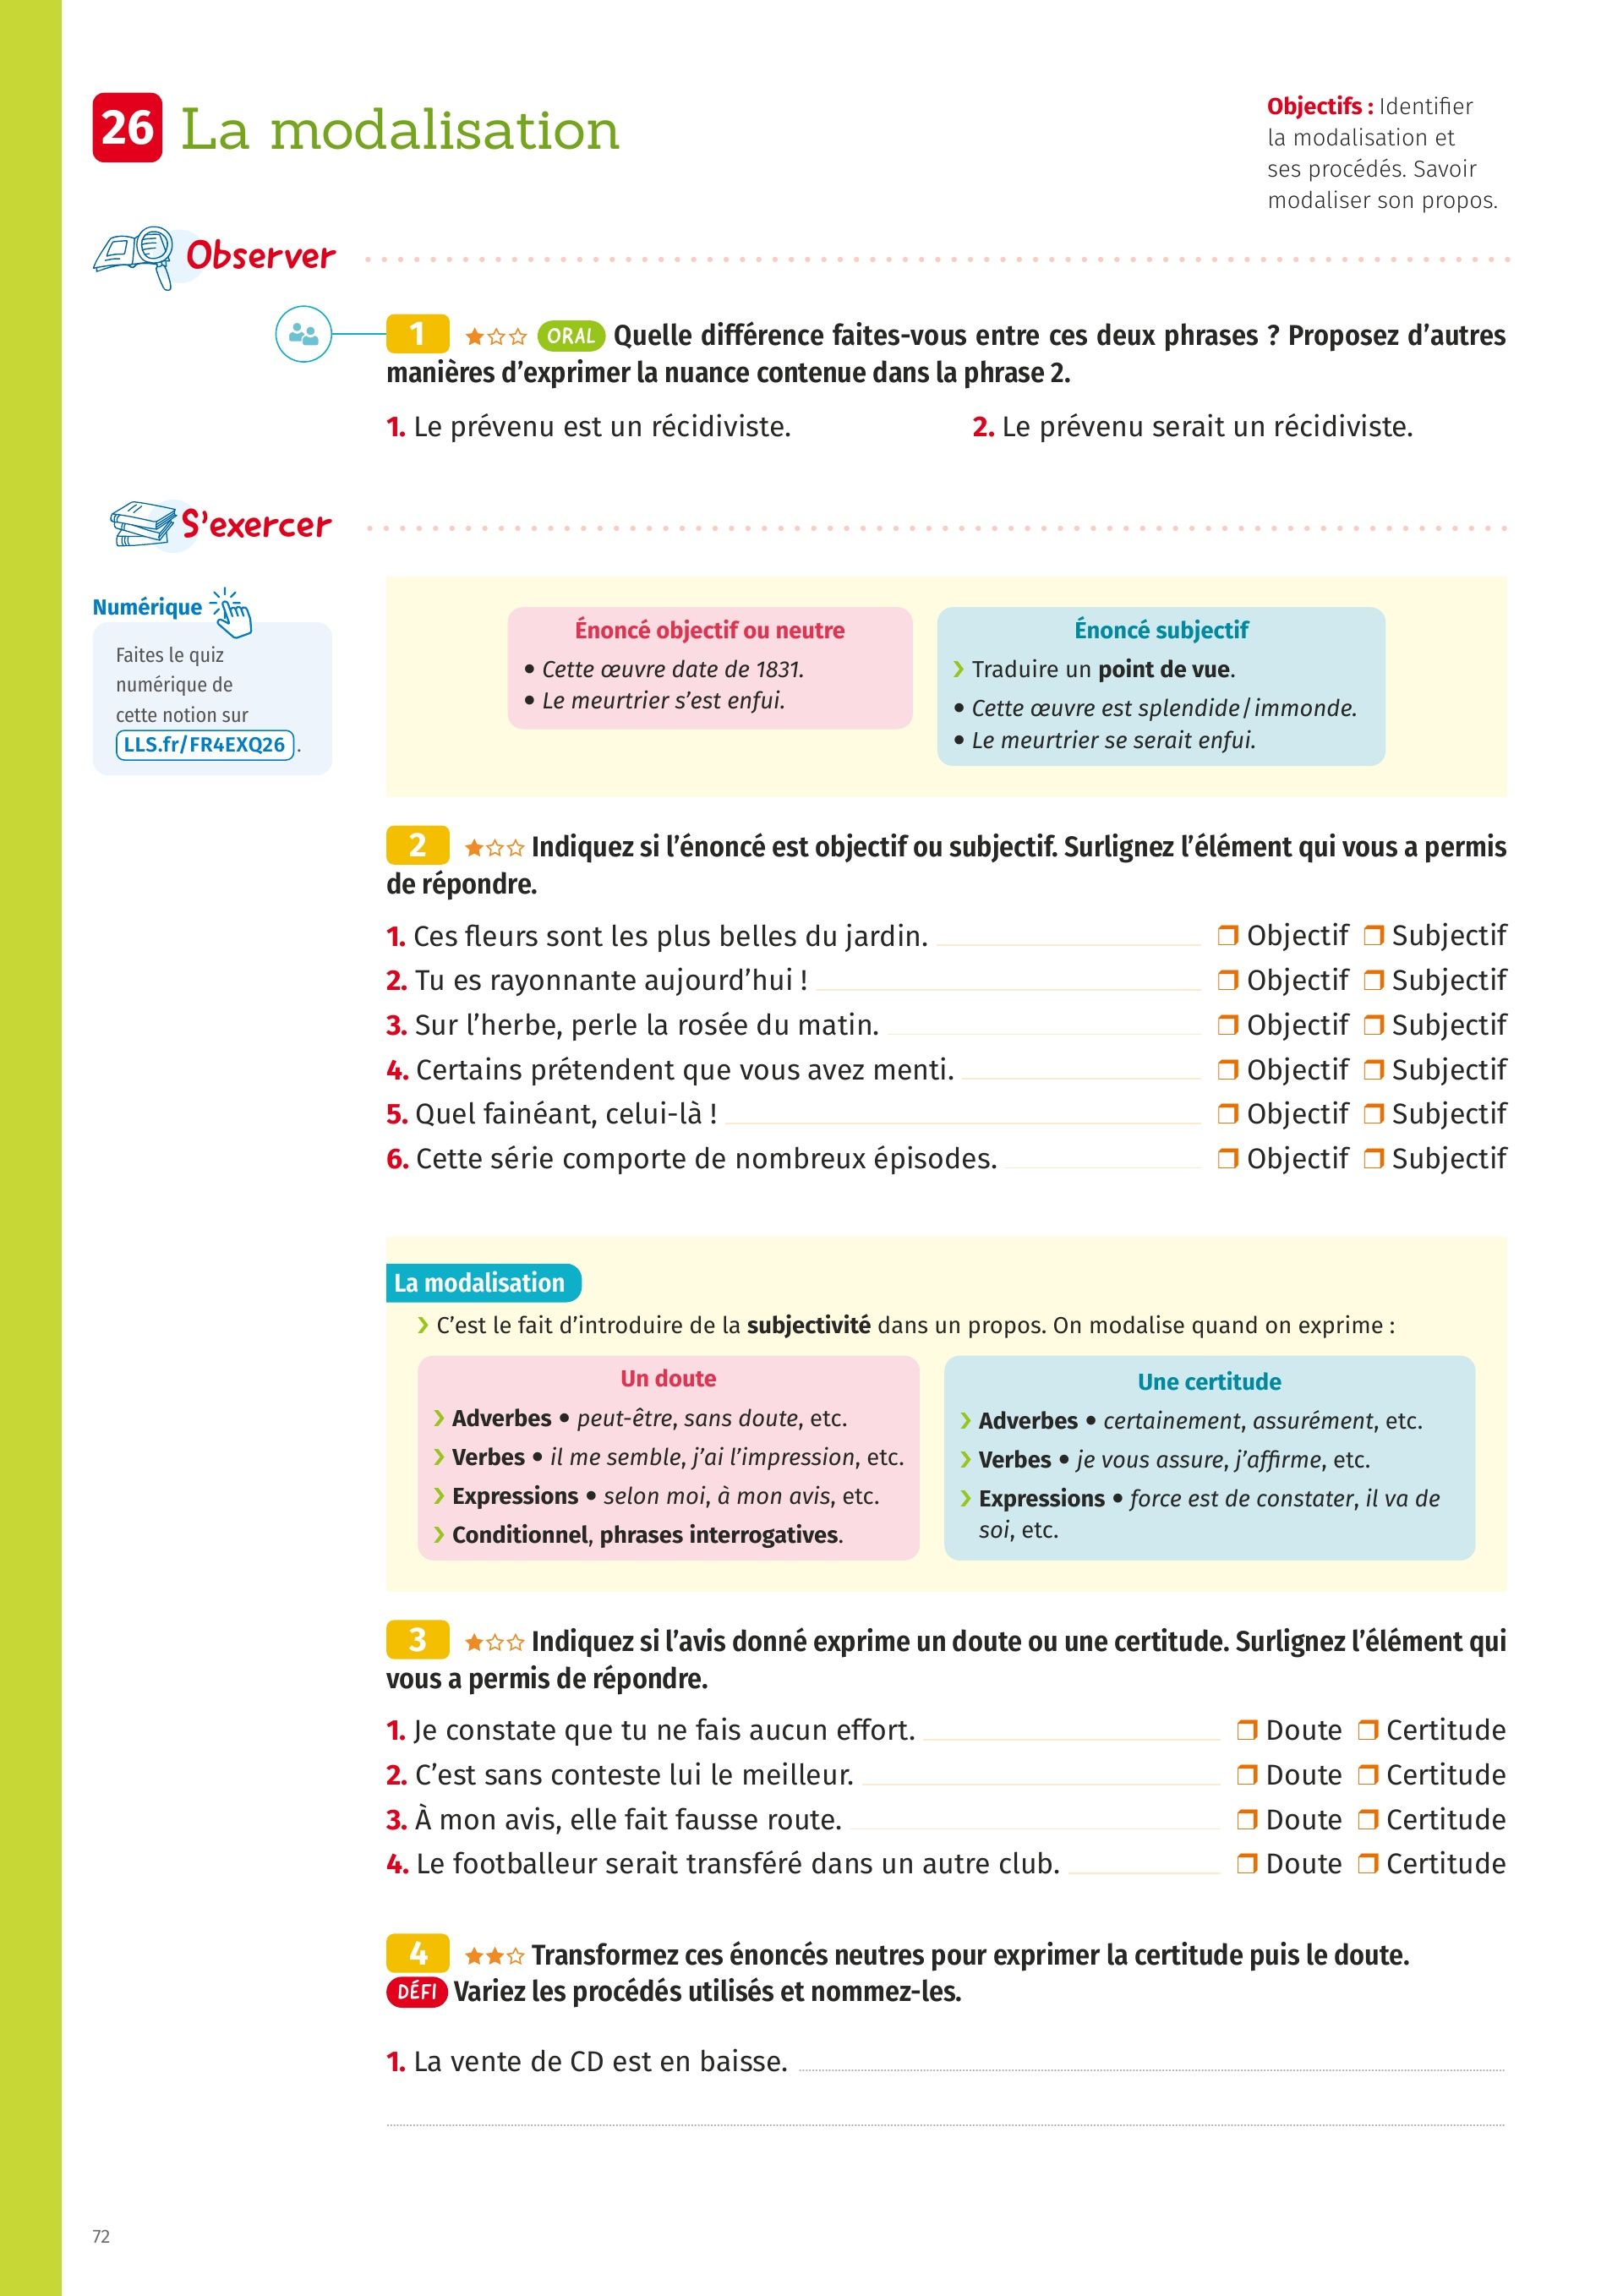 26 La modalisation
Objectifs : Identifier
la modalisation et
ses procédés. Savoir
modaliser son propos.
Observer
1 ORAL Quelle différence faites-vous entre ces deux phrases ? Proposez d’autres
manières d’exprimer la nuance contenue dans la phrase 2.
1. Le prévenu est un récidiviste.
2. Le prévenu serait un récidiviste.
S’exercer
Numérique
Faites le quiz
numérique de
cette notion sur
LLS.fr/FR4EXQ26 .
Énoncé objectif ou neutre
• Cette œuvre date de 1831.
• Le meurtrier s’est enfui.
Énoncé subjectif
› Traduire un point de vue.
• Cette œuvre est splendide / immonde.
• Le meurtrier se serait enfui.
2 Indiquez si l’énoncé est objectif ou subjectif. Surlignez l’élément qui vous a permis
de répondre.
1. Ces fleurs sont les plus belles du jardin. ❒ Objectif ❒ Subjectif
2. Tu es rayonnante aujourd’hui ! ❒ Objectif ❒ Subjectif
3. Sur l’herbe, perle la rosée du matin. ❒ Objectif ❒ Subjectif
4. Certains prétendent que vous avez menti. ❒ Objectif ❒ Subjectif
5. Quel fainéant, celui-là ! ❒ Objectif ❒ Subjectif
6. Cette série comporte de nombreux épisodes. ❒ Objectif ❒ Subjectif
La modalisation
› C’est le fait d’introduire de la subjectivité dans un propos. On modalise quand on exprime :
Un doute
› Adverbes • peut-être, sans doute, etc.
› Verbes • il me semble, j’ai l’impression, etc.
› Expressions • selon moi, à mon avis, etc.
› Conditionnel, phrases interrogatives.
Une certitude
› Adverbes • certainement, assurément, etc.
› Verbes • je vous assure, j’affirme, etc.
› Expressions • force est de constater, il va de
soi, etc.
3 Indiquez si l’avis donné exprime un doute ou une certitude. Surlignez l’élément qui
vous a permis de répondre.
1. Je constate que tu ne fais aucun effort. ❒ Doute ❒ Certitude
2. C’est sans conteste lui le meilleur. ❒ Doute ❒ Certitude
3. À mon avis, elle fait fausse route. ❒ Doute ❒ Certitude
4. Le footballeur serait transféré dans un autre club. ❒ Doute ❒ Certitude
4 Transformez ces énoncés neutres pour exprimer la certitude puis le doute.
DÉFI Variez les procédés utilisés et nommez-les.
1. La vente de CD est en baisse.
72